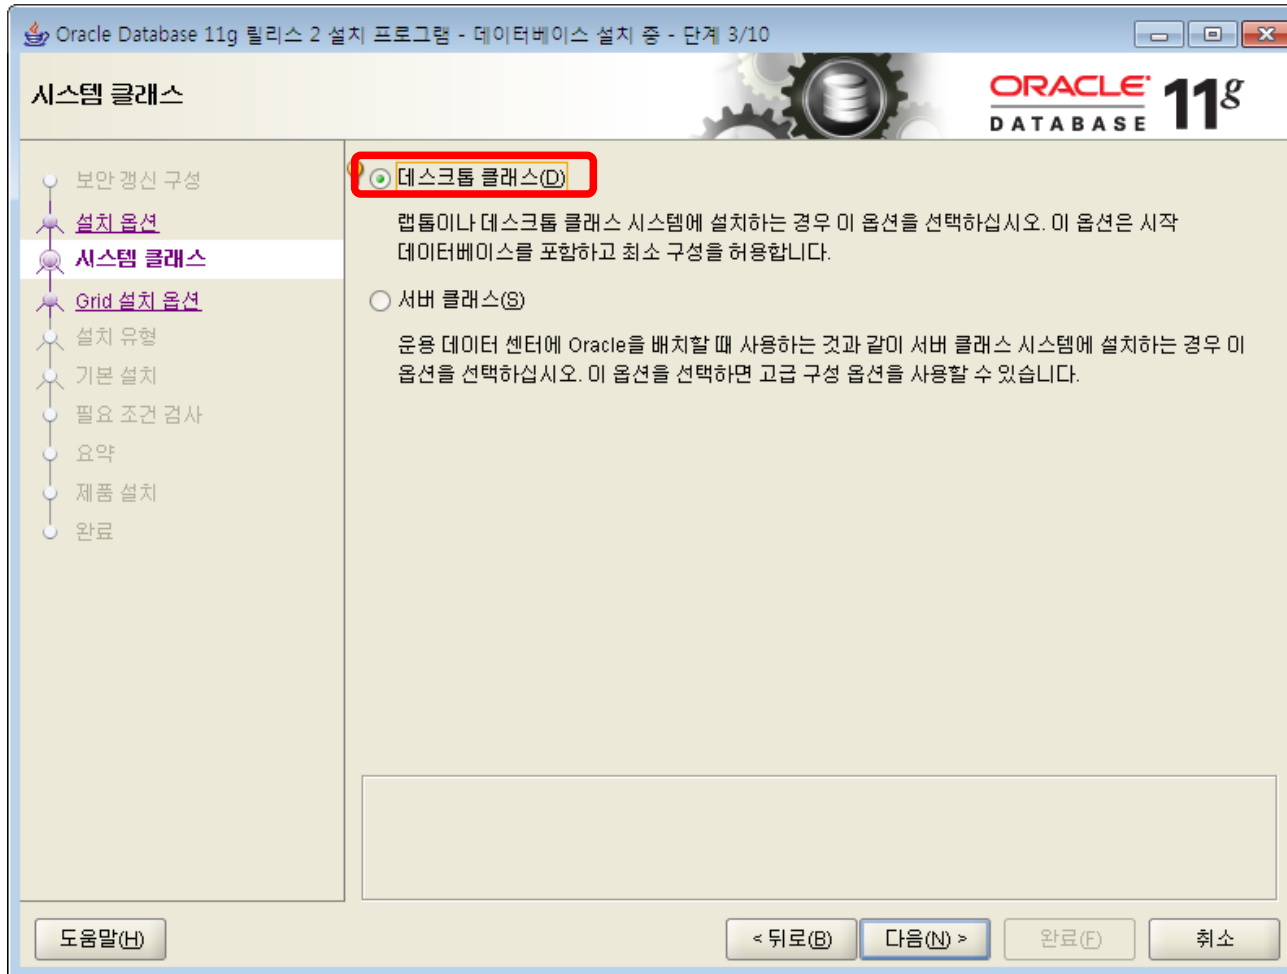 Oracle Database 11g 릴리스 2 설치 프로그램 - 데이터베이스 설치 중 - 단계 3/10
시스템 클래스
ORACLE
DATABASE
11g
보안 갱신 구성
설치 옵션
시스템 클래스
Grid 설치 옵션
설치 유형
기본 설치
필요 조건 검사
요약
제품 설치
완료
데스크톱 클래스(D)
랩톱이나 데스크톱 클래스 시스템에 설치하는 경우 이 옵션을 선택하십시오. 이 옵션은 시작
데이터베이스를 포함하고 최소 구성을 허용합니다.
서버 클래스(S)
운용 데이터 센터에 Oracle을 배치할 때 사용하는 것과 같이 서버 클래스 시스템에 설치하는 경우 이
옵션을 선택하십시오. 이 옵션을 선택하면 고급 구성 옵션을 사용할 수 있습니다.
도움말(H)
< 뒤로(B)
다음(N) >
완료(F)
취소